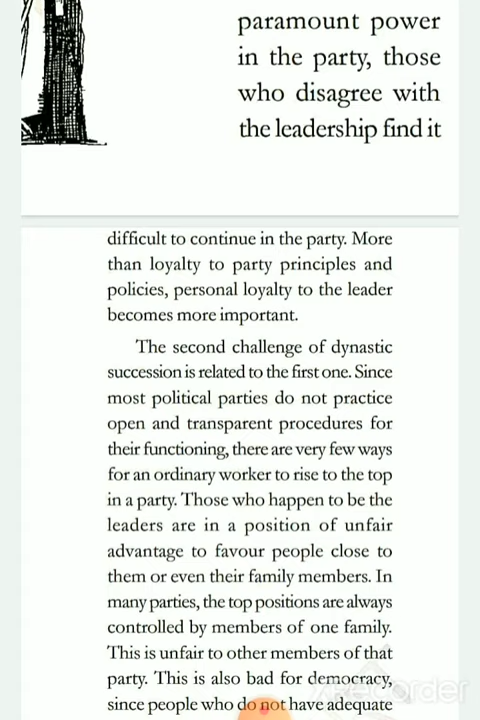 paramount power
in the party, those
who disagree with
the leadership find it
difficult to continue in the party. More
than loyalty to party principles and
policies, personal loyalty to the leader
becomes more important.
The second challenge of dynastic
succession is related to the first one. Since
most political parties do not practice
open and transparent procedures for
their functioning, there are very few ways
for an ordinary worker to rise to the top
in a party. Those who happen to be the
leaders are in a position of unfair
advantage to favour people close to
them or even their family members. In
many parties, the top positions are always
controlled by members of one family.
This is unfair to other members of that
party. This is also bad for democracy,
since people who do not have adequate
XRecorder